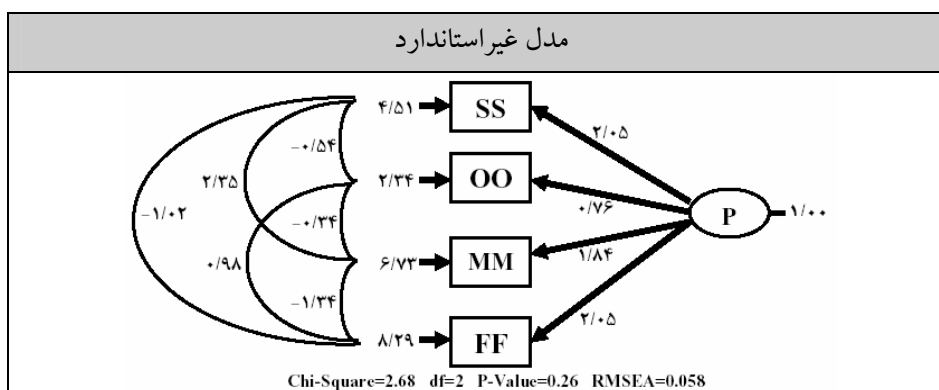 مدل غیراستاندارد
۴/۵۱ SS
-۰/۵۴ ۲/۰۵
۲/۳۵ ۲/۳۴ OO
-۱/۰۲ -۰/۳۴ ۰/۷۶ P ۱/۰۰
۰/۹۸ ۶/۷۳ MM ۱/۸۴
-۱/۳۴ ۲/۰۵
۸/۲۹ FF
Chi-Square=2.68 df=2 P-Value=0.26 RMSEA=0.058